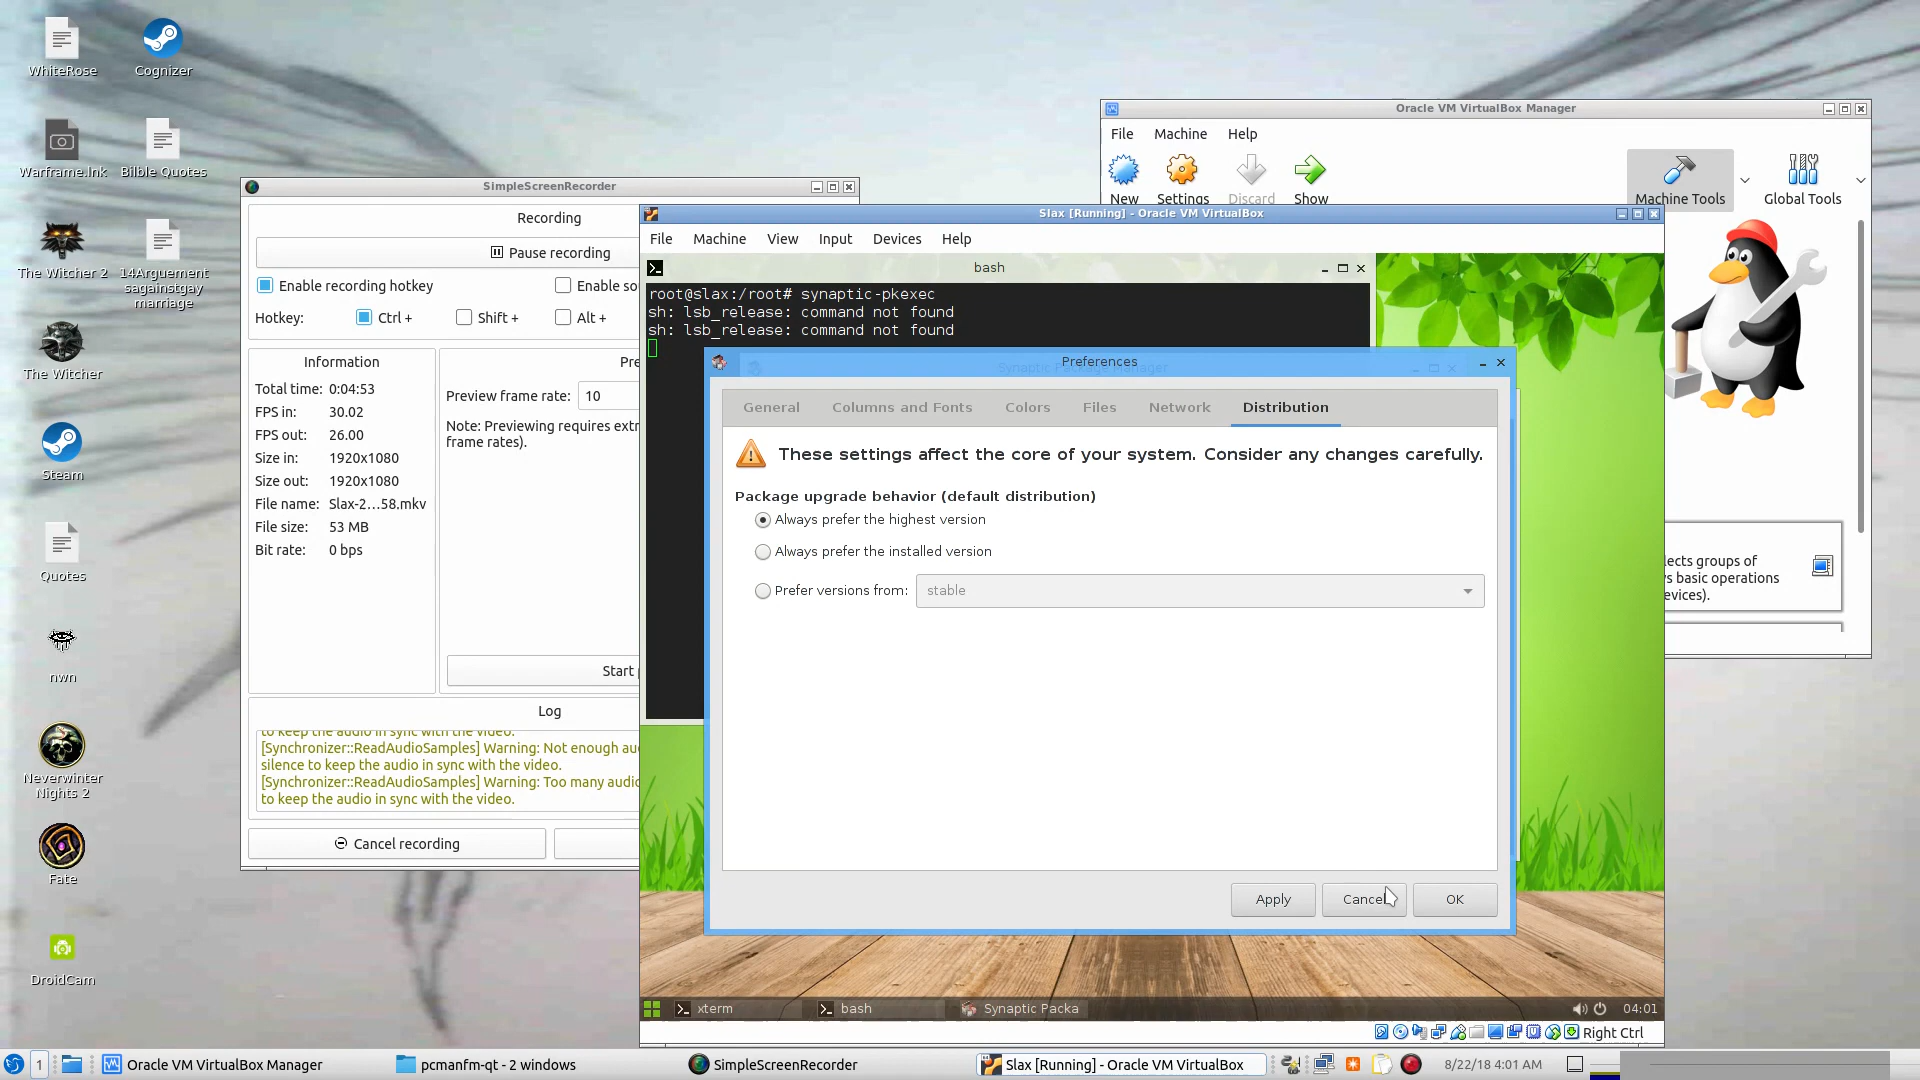 WhiteRose
Cognizer
Warframe.lnk
Bilble Quotes
The Witcher 2
14Arguement
sagainstgay
marriage
The Witcher
Steam
Quotes
nwn
Neverwinter
Nights 2
Fate
DroidCam
SimpleScreenRecorder
Recording
Pause recording
Enable recording hotkey
Enable sou
Hotkey:
Ctrl +
Shift +
Alt +
Information
Total time: 0:04:53
FPS in: 30.02
FPS out: 26.00
Size in: 1920x1080
Size out: 1920x1080
File name: Slax-2...58.mkv
File size: 53 MB
Bit rate: 0 bps
Pre
Preview frame rate: 10
Note: Previewing requires extr
frame rates).
Start p
Log
to keep the audio in sync with the video.
[Synchronizer::ReadAudioSamples] Warning: Not enough au
silence to keep the audio in sync with the video.
[Synchronizer::ReadAudioSamples] Warning: Too many audio
to keep the audio in sync with the video.
Cancel recording
Oracle VM VirtualBox Manager
File Machine Help
New Settings Discard Show
Machine Tools Global Tools
lects groups of
s basic operations
evices).
Slax [Running] - Oracle VM VirtualBox
File Machine View Input Devices Help
bash
root@slax:/root# synaptic-pkexec
sh: lsb_release: command not found
sh: lsb_release: command not found
Preferences
Synaptic Package Manager
General Columns and Fonts Colors Files Network Distribution
These settings affect the core of your system. Consider any changes carefully.
Package upgrade behavior (default distribution)
Always prefer the highest version
Always prefer the installed version
Prefer versions from: stable
Apply Cancel OK
xterm bash Synaptic Packa 04:01
Right Ctrl
1 Oracle VM VirtualBox Manager pcmanfm-qt - 2 windows SimpleScreenRecorder Slax [Running] - Oracle VM VirtualBox 8/22/18 4:01 AM